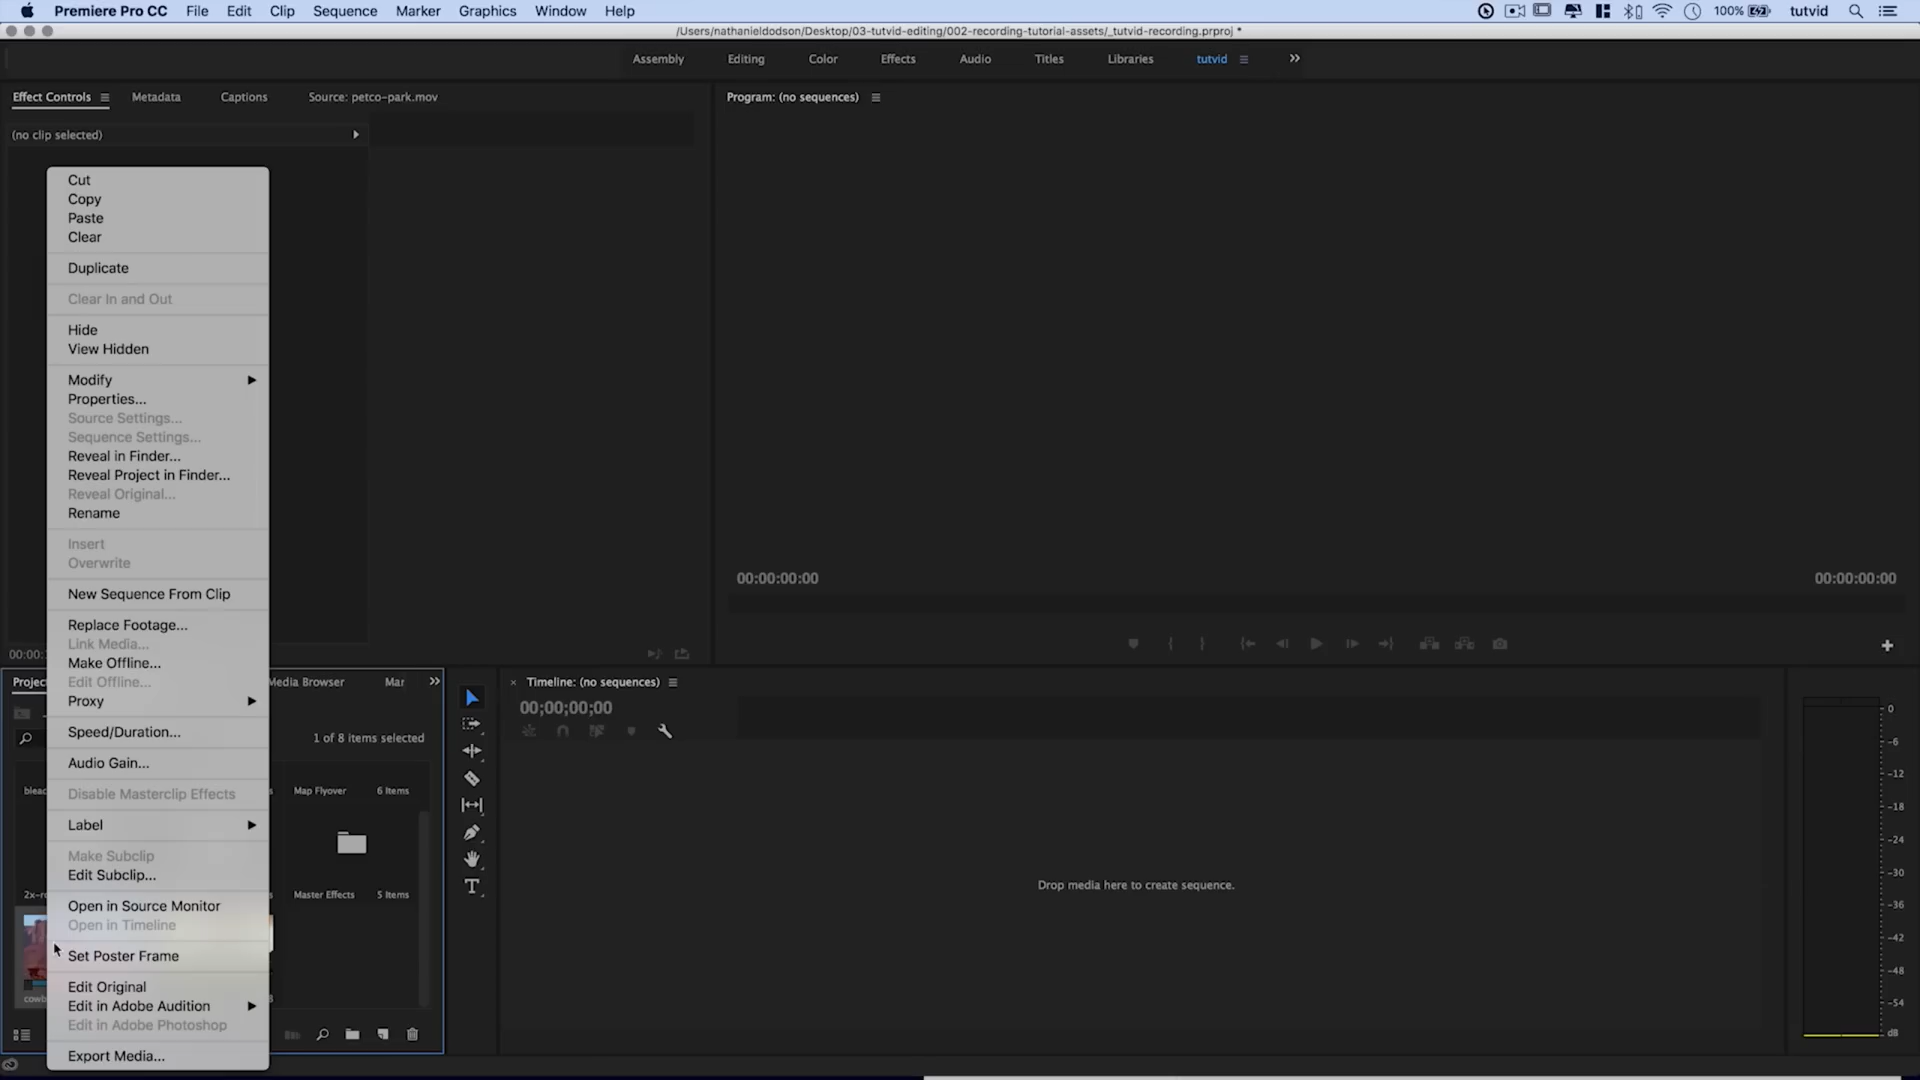 Premiere Pro CC File Edit Clip Sequence Marker Graphics Window Help 100% tutvid
/Users/nathanieldodson/Desktop/03-tutvid-editing/002-recording-tutorial-assets/_tutvid-recording.prproj *
Assembly Editing Color Effects Audio Titles Libraries tutvid
Effect Controls Metadata Captions Source: petco-park.mov
Program: (no sequences)
(no clip selected)
Cut
Copy
Paste
Clear
Duplicate
Clear In and Out
Hide
View Hidden
Modify
Properties...
Source Settings...
Sequence Settings...
Reveal in Finder...
Reveal Project in Finder...
Reveal Original...
Rename
Insert
Overwrite
New Sequence From Clip
Replace Footage...
Link Media...
Make Offline...
Edit Offline...
Proxy
Speed/Duration...
Audio Gain...
Disable Masterclip Effects
Label
Make Subclip
Edit Subclip...
Open in Source Monitor
Open in Timeline
Set Poster Frame
Edit Original
Edit in Adobe Audition
Edit in Adobe Photoshop
Export Media...
00:00:00:00 00:00:00:00
Media Browser Mar
1 of 8 items selected
Map Flyover 6 Items
Master Effects 5 Items
Timeline: (no sequences)
00;00;00;00
Drop media here to create sequence.
0
-6
-12
-18
-24
-30
-36
-42
-48
-54
dB